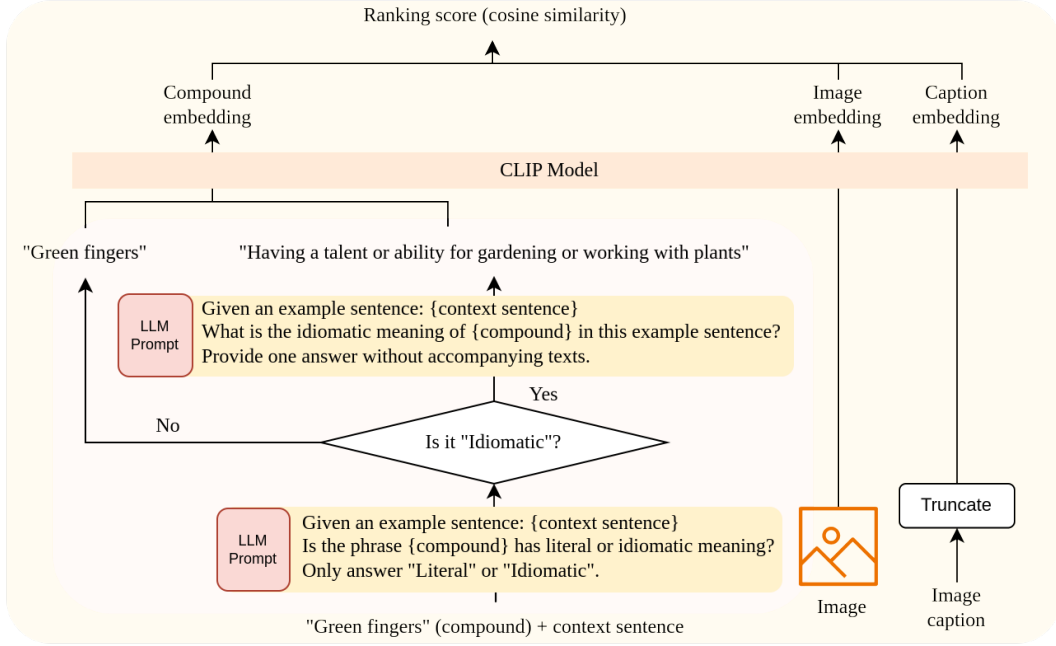 Ranking score (cosine similarity)
Compound
embedding
Image
embedding
Caption
embedding
CLIP Model
"Green fingers"
"Having a talent or ability for gardening or working with plants"
LLM
Prompt
Given an example sentence: {context sentence}
What is the idiomatic meaning of {compound} in this example sentence?
Provide one answer without accompanying texts.
Yes
No
Is it "Idiomatic"?
LLM
Prompt
Given an example sentence: {context sentence}
Is the phrase {compound} has literal or idiomatic meaning?
Only answer "Literal" or "Idiomatic".
Truncate
Image
Image
caption
"Green fingers" (compound) + context sentence